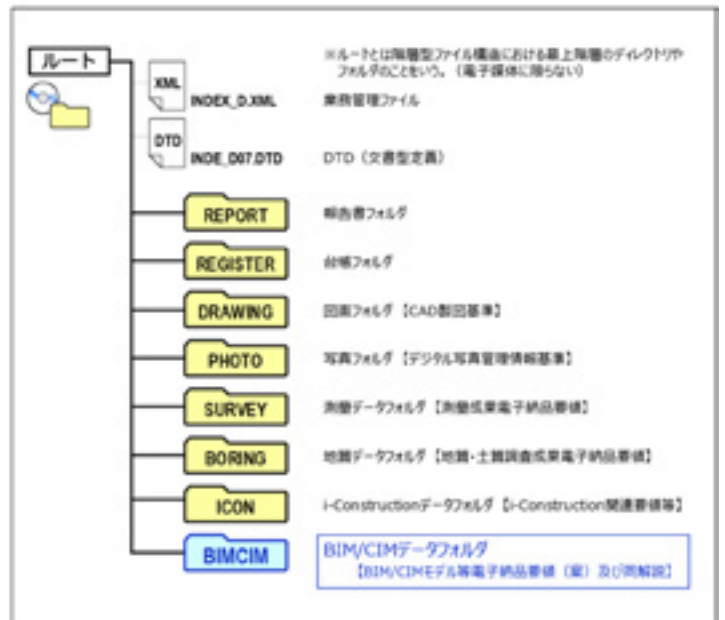 ルート
※ルートとは階層型ファイル構造における最上階層のディレクトリや
フォルダのことをいう。（電子媒体に限らない）
XML
INDEX_D.XML 業務管理ファイル
DTD
INDE_D07.DTD DTD（文書型定義）
REPORT 報告書フォルダ
REGISTER 台帳フォルダ
DRAWING 図面フォルダ【CAD製図基準】
PHOTO 写真フォルダ【デジタル写真管理情報基準】
SURVEY 測量データフォルダ【測量成果電子納品要領】
BORING 地質データフォルダ【地質・土質調査成果電子納品要領】
ICON i-Constructionデータフォルダ【i-Construction関連要領等】
BIMCIM BIM/CIMデータフォルダ
【BIM/CIMモデル等電子納品要領（案）及び同解説】